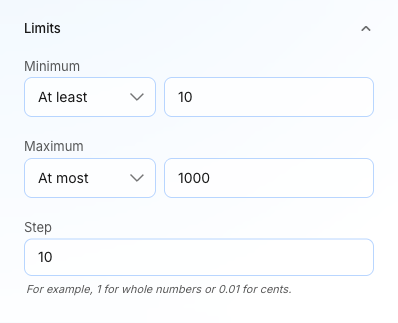 Limits
Minimum
At least
10
Maximum
At most
1000
Step
10
For example, 1 for whole numbers or 0.01 for cents.